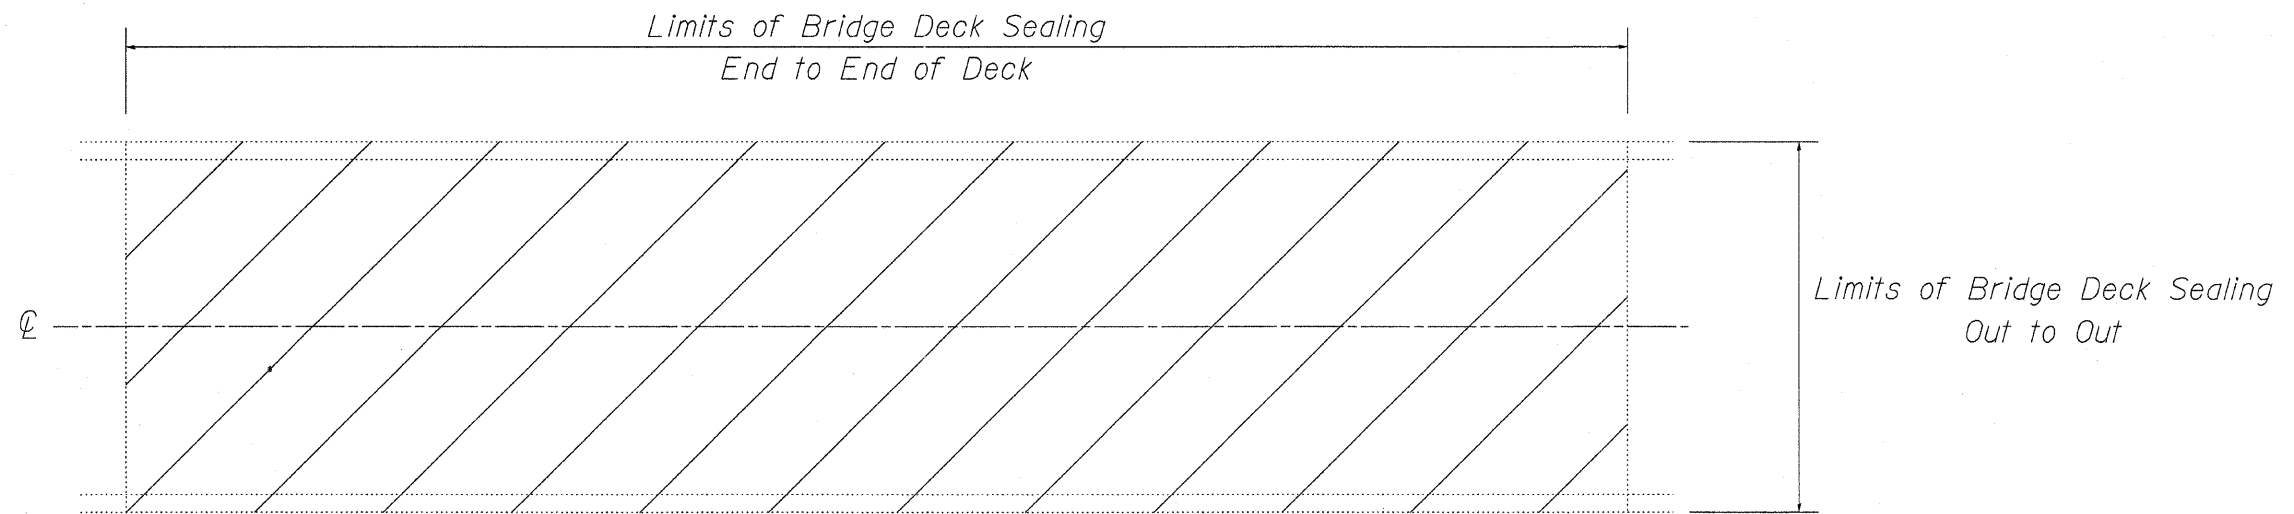 Limits of Bridge Deck Sealing
End to End of Deck
℄
Limits of Bridge Deck Sealing
Out to Out